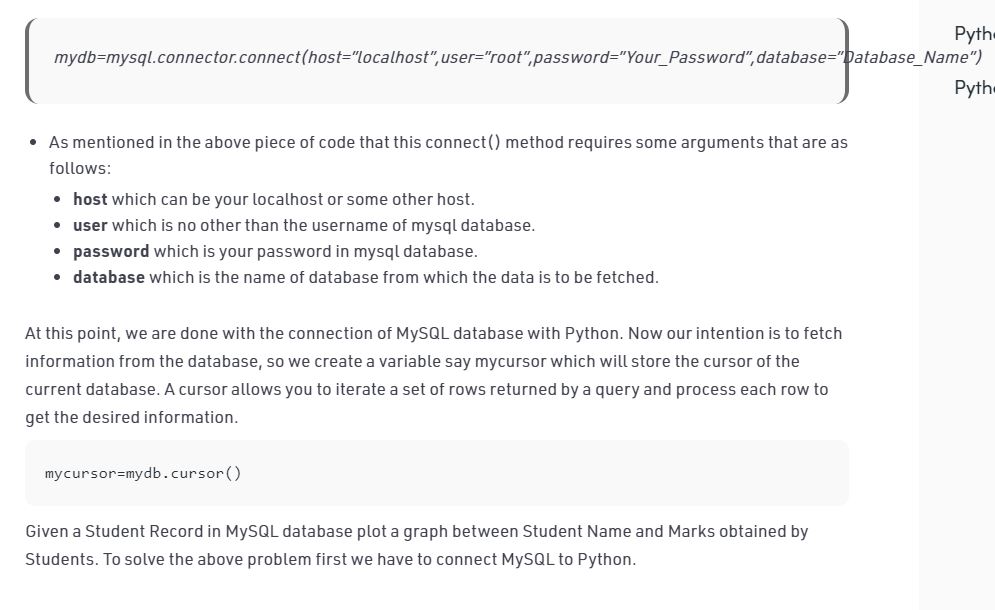 mydb=mysql.connector.connect(host=”localhost”,user=”root”,password=”Your_Password”,database=”Database_Name”)
As mentioned in the above piece of code that this connect() method requires some arguments that are as
follows:
host which can be your localhost or some other host.
user which is no other than the username of mysql database.
password which is your password in mysql database.
database which is the name of database from which the data is to be fetched.
At this point, we are done with the connection of MySQL database with Python. Now our intention is to fetch
information from the database, so we create a variable say mycursor which will store the cursor of the
current database. A cursor allows you to iterate a set of rows returned by a query and process each row to
get the desired information.
mycursor=mydb.cursor()
Given a Student Record in MySQL database plot a graph between Student Name and Marks obtained by
Students. To solve the above problem first we have to connect MySQL to Python.